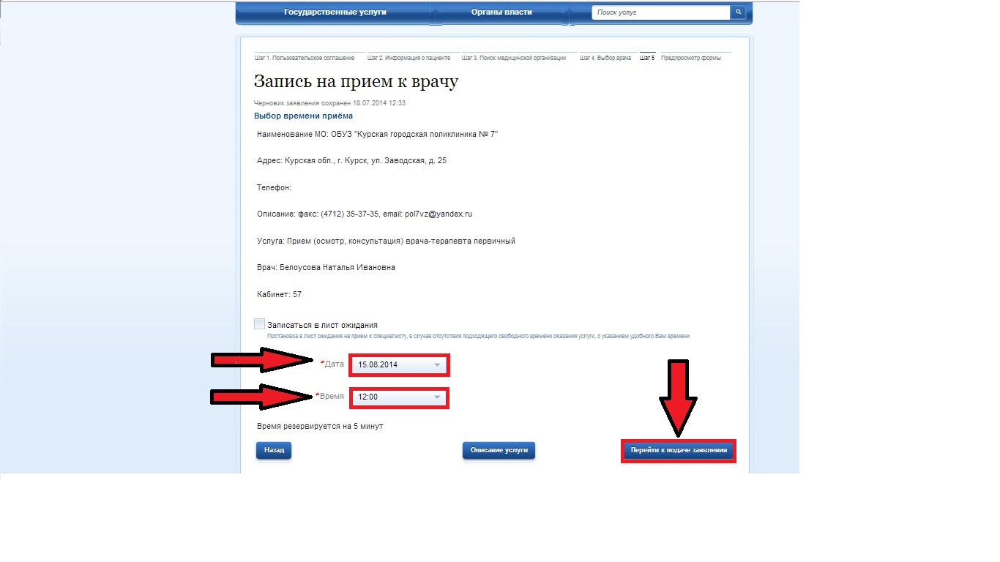 Государственные услуги Органы власти Поиск услуг
Шаг 1. Пользовательское соглашение Шаг 2. Информация о пациенте Шаг 3. Поиск медицинской организации Шаг 4. Выбор врача Шаг 5 Предпросмотр формы
Запись на прием к врачу
Черновик заявления сохранен 18.07.2014 12:33
Выбор времени приёма
Наименование МО: ОБУЗ "Курская городская поликлиника № 7"
Адрес: Курская обл., г. Курск, ул. Заводская, д. 25
Телефон:
Описание: факс: (4712) 35-37-35, email: pol7vz@yandex.ru
Услуга: Прием (осмотр, консультация) врача-терапевта первичный
Врач: Белоусова Наталья Ивановна
Кабинет: 57
Записаться в лист ожидания
Постановка в лист ожидания на прием к специалисту, в случае отсутствия подходящего свободного времени оказания услуги, с указанием удобного Вам времени
*Дата 15.08.2014
*Время 12:00
Время резервируется на 5 минут
Назад Описание услуги Перейти к подаче заявления